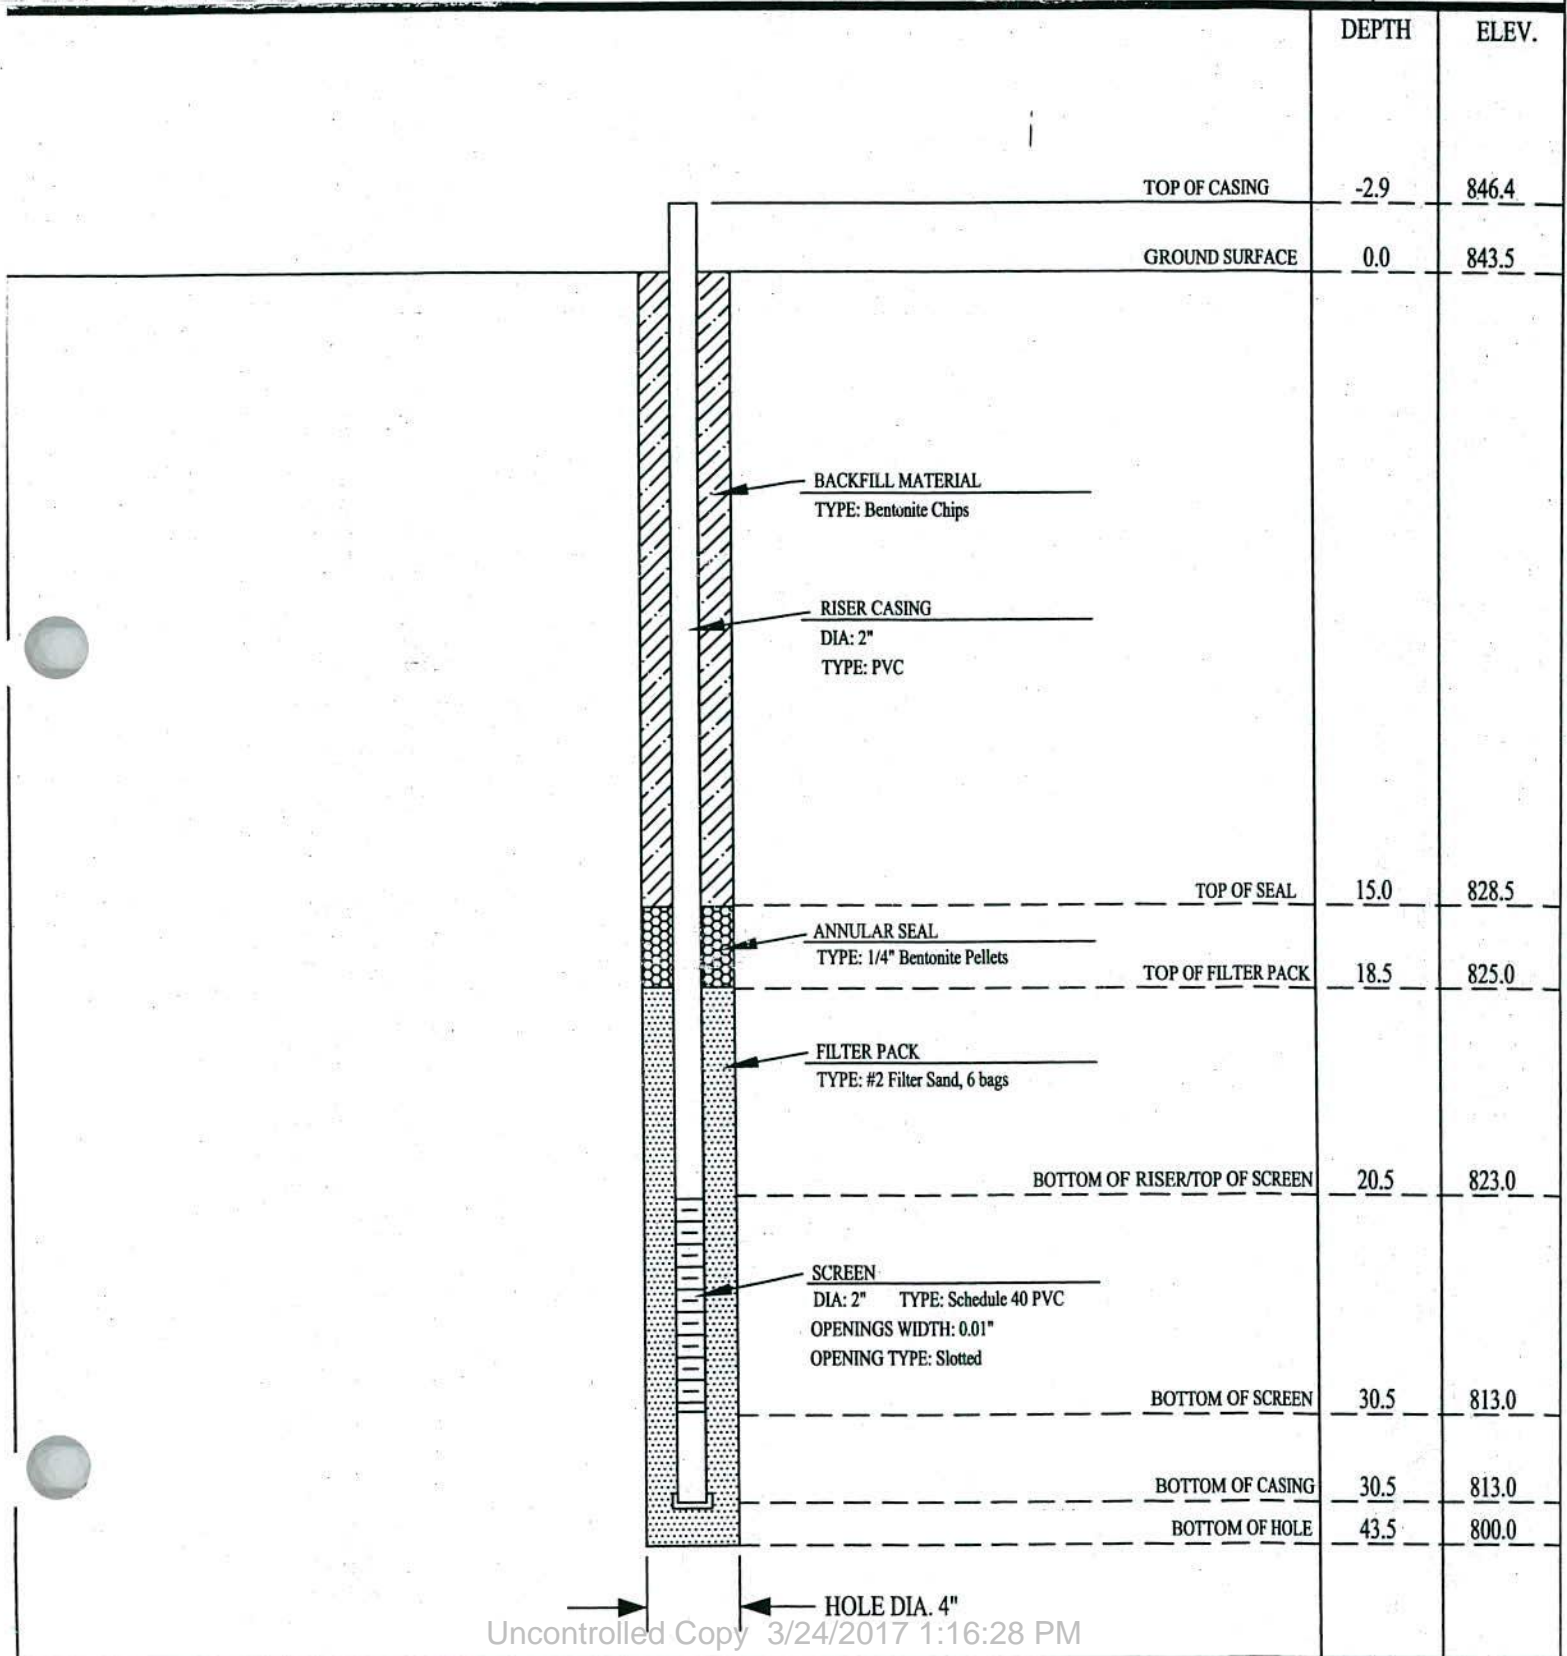 DEPTH ELEV.
TOP OF CASING -2.9 846.4
GROUND SURFACE 0.0 843.5
BACKFILL MATERIAL
TYPE: Bentonite Chips
RISER CASING
DIA: 2"
TYPE: PVC
TOP OF SEAL 15.0 828.5
ANNULAR SEAL
TYPE: 1/4" Bentonite Pellets
TOP OF FILTER PACK 18.5 825.0
FILTER PACK
TYPE: #2 Filter Sand, 6 bags
BOTTOM OF RISER/TOP OF SCREEN 20.5 823.0
SCREEN
DIA: 2" TYPE: Schedule 40 PVC
OPENINGS WIDTH: 0.01"
OPENING TYPE: Slotted
BOTTOM OF SCREEN 30.5 813.0
BOTTOM OF CASING 30.5 813.0
BOTTOM OF HOLE 43.5 800.0
HOLE DIA. 4"
Uncontrolled Copy 3/24/2017 1:16:28 PM